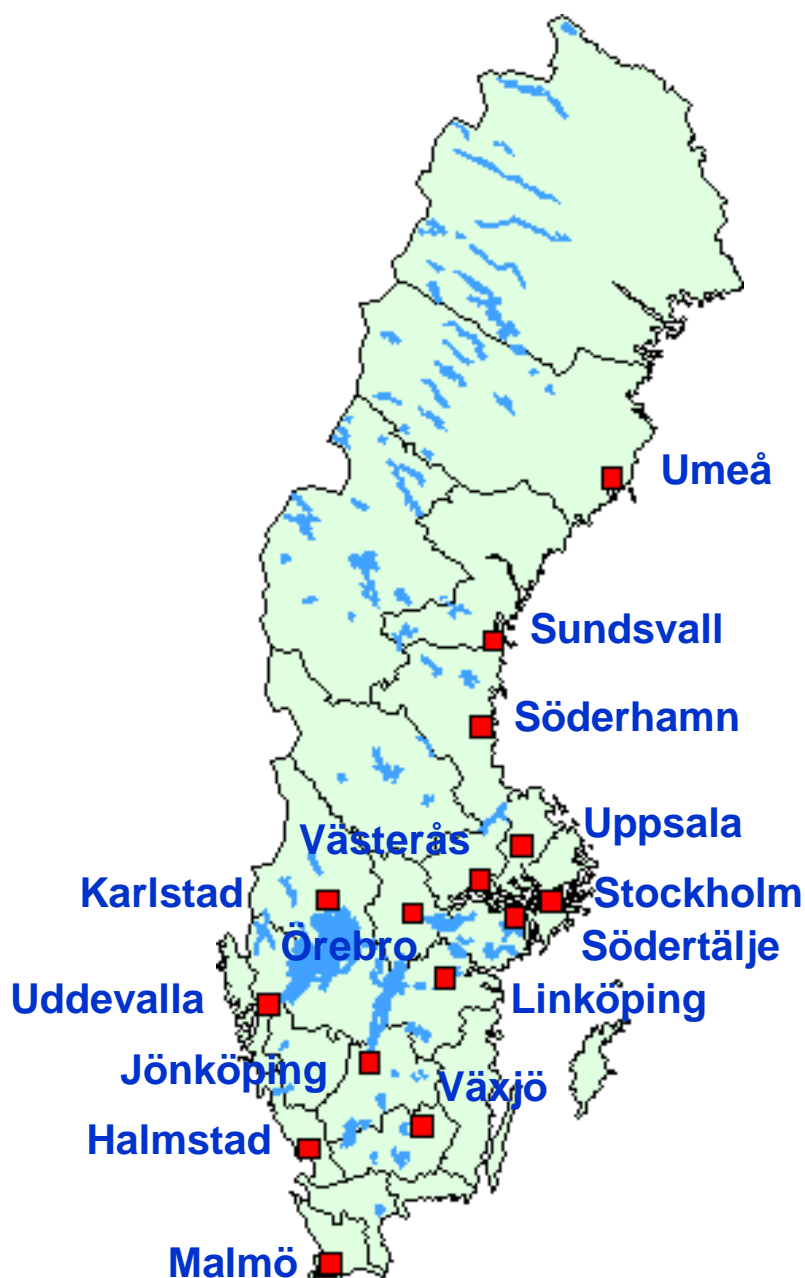 Umeå
Sundsvall
Söderhamn
Uppsala
Västerås
Karlstad
Stockholm
Örebro
Södertälje
Uddevalla
Linköping
Jönköping
Växjö
Halmstad
Malmö